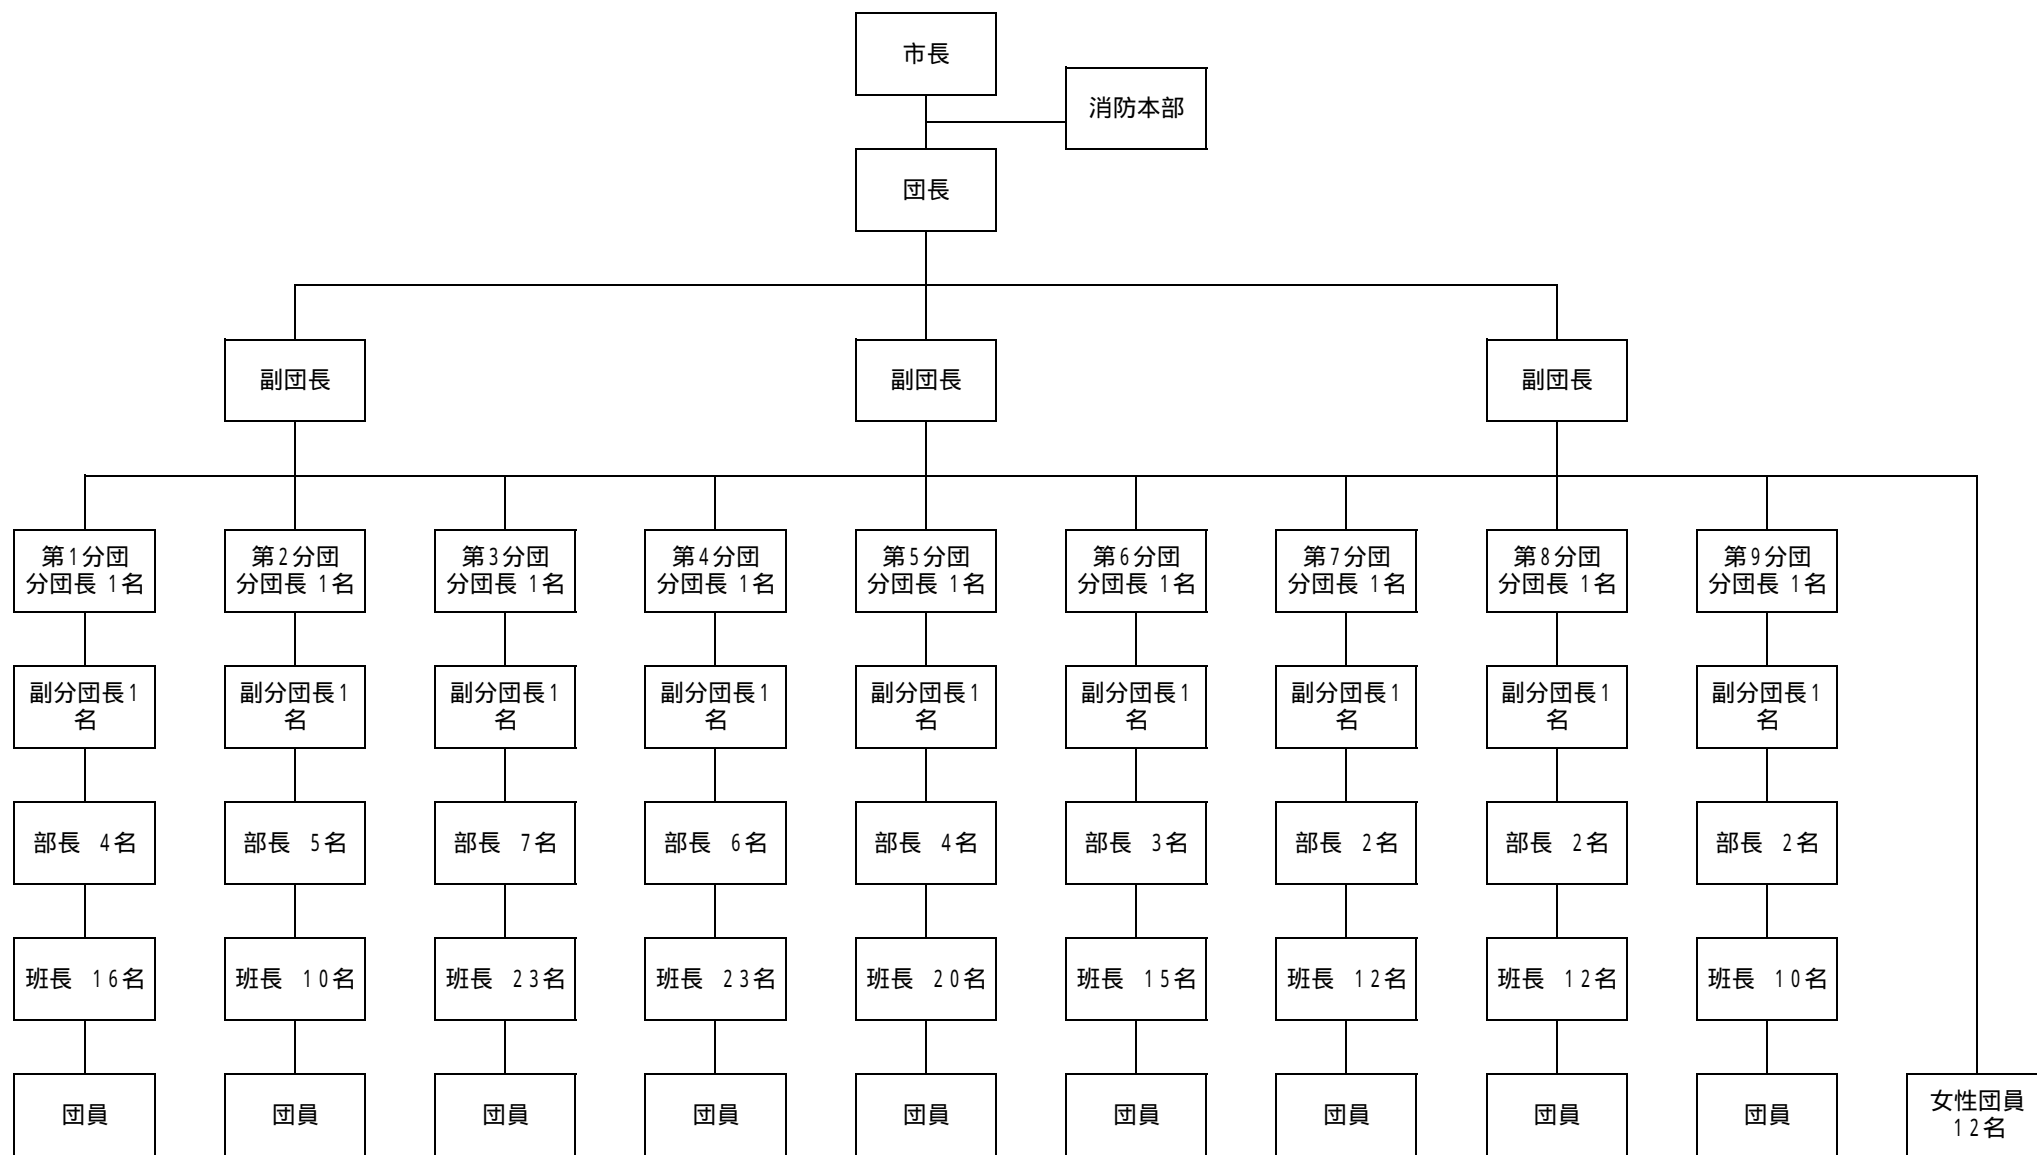 市長
消防本部
団長
副団長
副団長
副団長
第1分団
分団長 1名
第2分団
分団長 1名
第3分団
分団長 1名
第4分団
分団長 1名
第5分団
分団長 1名
第6分団
分団長 1名
第7分団
分団長 1名
第8分団
分団長 1名
第9分団
分団長 1名
副分団長1
名
副分団長1
名
副分団長1
名
副分団長1
名
副分団長1
名
副分団長1
名
副分団長1
名
副分団長1
名
副分団長1
名
部長 4名
部長 5名
部長 7名
部長 6名
部長 4名
部長 3名
部長 2名
部長 2名
部長 2名
班長 16名
班長 10名
班長 23名
班長 23名
班長 20名
班長 15名
班長 12名
班長 12名
班長 10名
団員
団員
団員
団員
団員
団員
団員
団員
団員
女性団員
12名